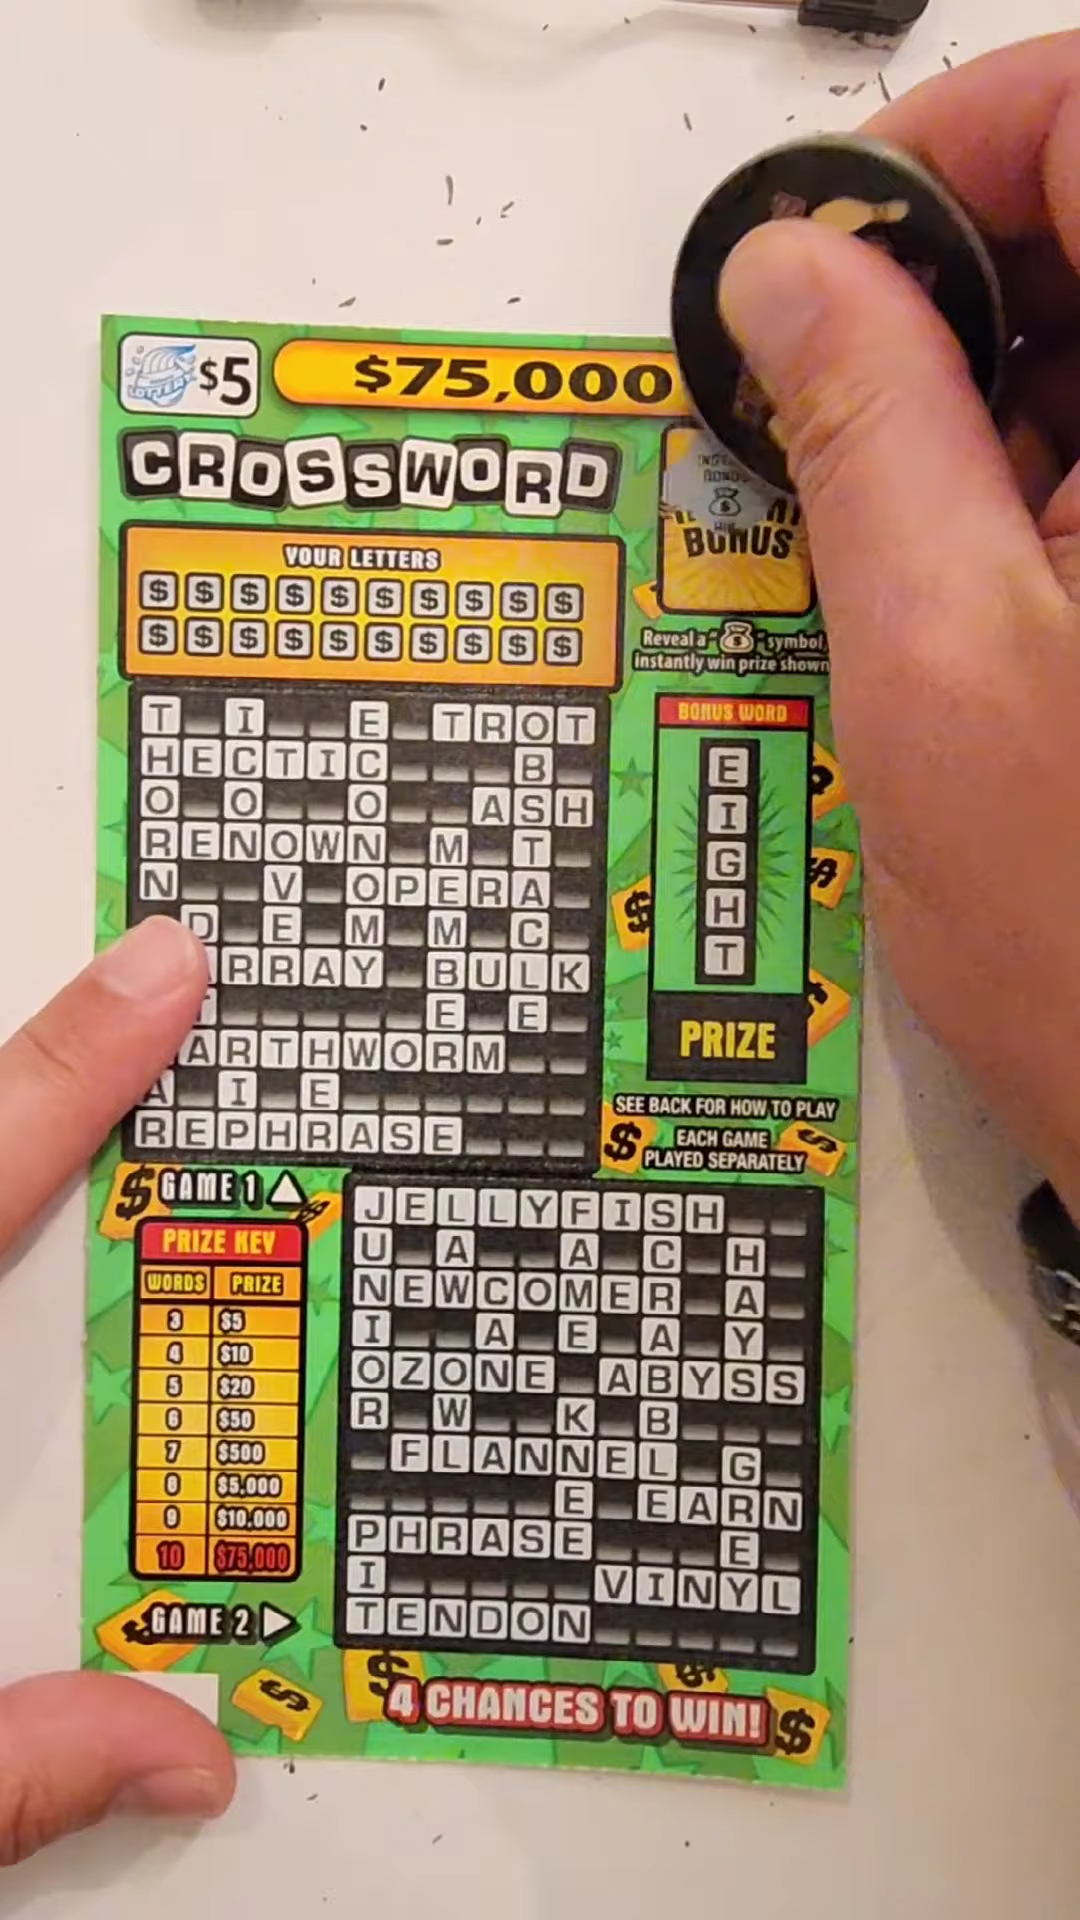 LOTTERY
$5
$75,000
CROSSWORD
BONUS
YOUR LETTERS
$ $ $ $ $ $ $ $ $ $
$ $ $ $ $ $ $ $ $ $
Reveal a "$" symbol,
instantly win prize shown
BONUS WORD
E
I
G
H
T
PRIZE
SEE BACK FOR HOW TO PLAY
EACH GAME
PLAYED SEPARATELY
T I E TROT
HECTIC B
O O O ASH
RENOWN M T
N V OPERA
D E M M C
RRAY BULK
E E
ARTHWORM
A I E
REPHRASE
GAME 1
PRIZE KEY
WORDS PRIZE
3 $5
4 $10
5 $20
6 $50
7 $500
8 $5,000
9 $10,000
10 $75,000
GAME 2
JELLYFISH
U A A C H
NEWCOMER A
I A E A Y
OZONE ABYSS
R W K B
FLANNEL G
E EARN
PHRASE E
I VINYL
TENDON
4 CHANCES TO WIN!